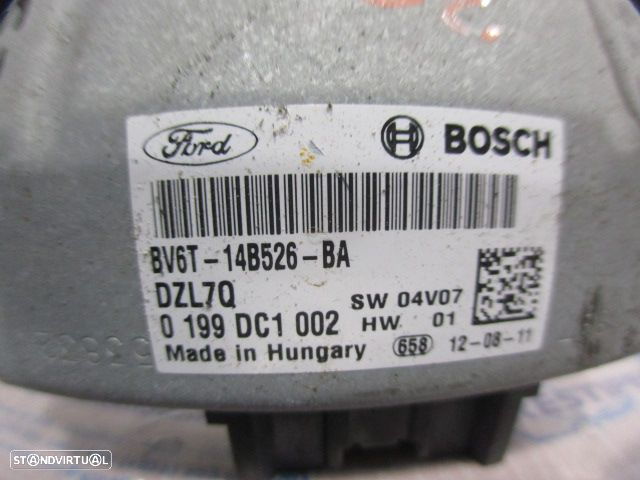 Ford BOSCH
BV6T-14B526-BA
DZL7Q SW 04V07
0 199 DC1 002 HW 01
Made in Hungary 658 12-08-11
STANDVIRTUAL